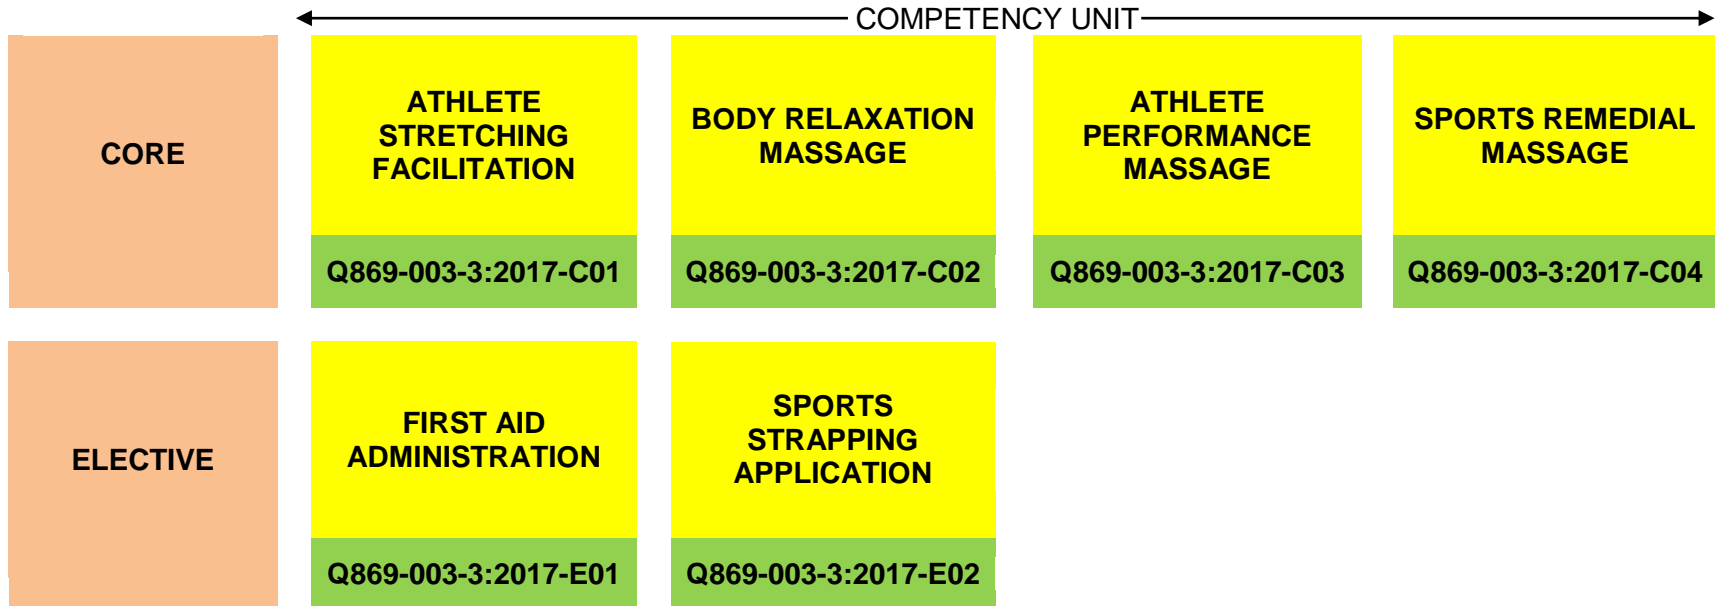 COMPETENCY UNIT
CORE
ATHLETE
STRETCHING
FACILITATION
Q869-003-3:2017-C01
BODY RELAXATION
MASSAGE
Q869-003-3:2017-C02
ATHLETE
PERFORMANCE
MASSAGE
Q869-003-3:2017-C03
SPORTS REMEDIAL
MASSAGE
Q869-003-3:2017-C04
ELECTIVE
FIRST AID
ADMINISTRATION
Q869-003-3:2017-E01
SPORTS
STRAPPING
APPLICATION
Q869-003-3:2017-E02